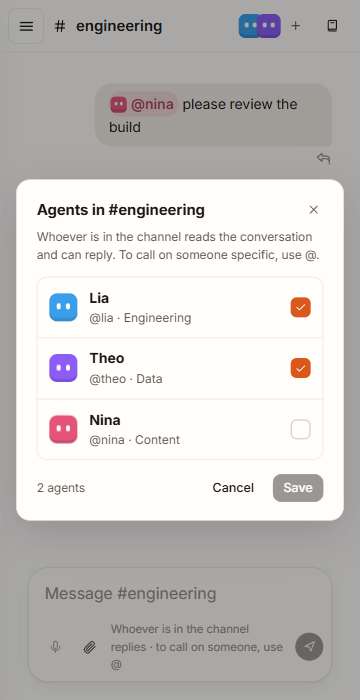 # engineering
@nina please review the
build
Agents in #engineering
Whoever is in the channel reads the conversation
and can reply. To call on someone specific, use @.
Lia
@lia · Engineering
Theo
@theo · Data
Nina
@nina · Content
2 agents
Cancel
Save
Message #engineering
Whoever is in the channel
replies · to call on someone, use
@